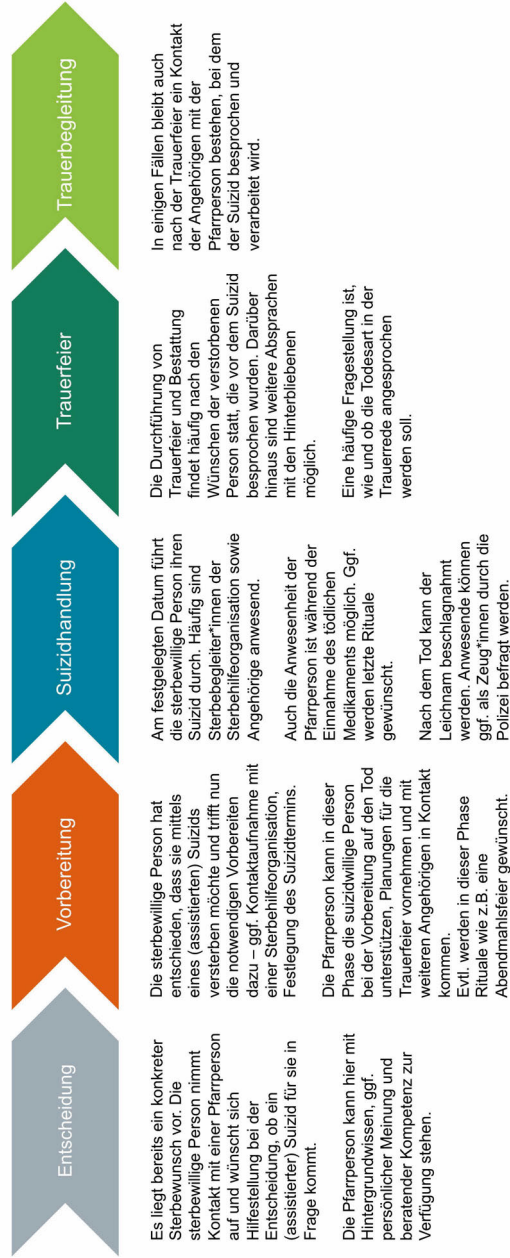 Entscheidung
Es liegt bereits ein konkreter
Sterbewunsch vor. Die
sterbewillige Person nimmt
Kontakt mit einer Pfarrperson
auf und wünscht sich
Hilfestellung bei der
Entscheidung, ob ein
(assistierter) Suizid für sie in
Frage kommt.
Die Pfarrperson kann hier mit
Hintergrundwissen, ggf.
persönlicher Meinung und
beratender Kompetenz zur
Verfügung stehen.
Vorbereitung
Die sterbewillige Person hat
entschieden, dass sie mittels
eines (assistierten) Suizids
versterben möchte und trifft nun
die notwendigen Vorbereiten
dazu – ggf. Kontaktaufnahme mit
einer Sterbehilfeorganisation,
Festlegung des Suizidtermins.
Die Pfarrperson kann in dieser
Phase die suizidwillige Person
bei der Vorbereitung auf den Tod
unterstützen, Planungen für die
Trauerfeier vornehmen und mit
weiteren Angehörigen in Kontakt
kommen.
Evtl. werden in dieser Phase
Rituale wie z.B. eine
Abendmahlsfeier gewünscht.
Suizidhandlung
Am festgelegten Datum führt
die sterbewillige Person ihren
Suizid durch. Häufig sind
Sterbebegleiter*innen der
Sterbehilfeorganisation sowie
Angehörige anwesend.
Auch die Anwesenheit der
Pfarrperson ist während der
Einnahme des tödlichen
Medikaments möglich. Ggf.
werden letzte Rituale
gewünscht.
Nach dem Tod kann der
Leichnam beschlagnahmt
werden. Anwesende können
ggf. als Zeug*innen durch die
Polizei befragt werden.
Trauerfeier
Die Durchführung von
Trauerfeier und Bestattung
findet häufig nach den
Wünschen der verstorbenen
Person statt, die vor dem Suizid
besprochen wurden. Darüber
hinaus sind weitere Absprachen
mit den Hinterbliebenen
möglich.
Eine häufige Fragestellung ist,
wie und ob die Todesart in der
Trauerrede angesprochen
werden soll.
Trauerbegleitung
In einigen Fällen bleibt auch
nach der Trauerfeier ein Kontakt
der Angehörigen mit der
Pfarrperson bestehen, bei dem
der Suizid besprochen und
verarbeitet wird.